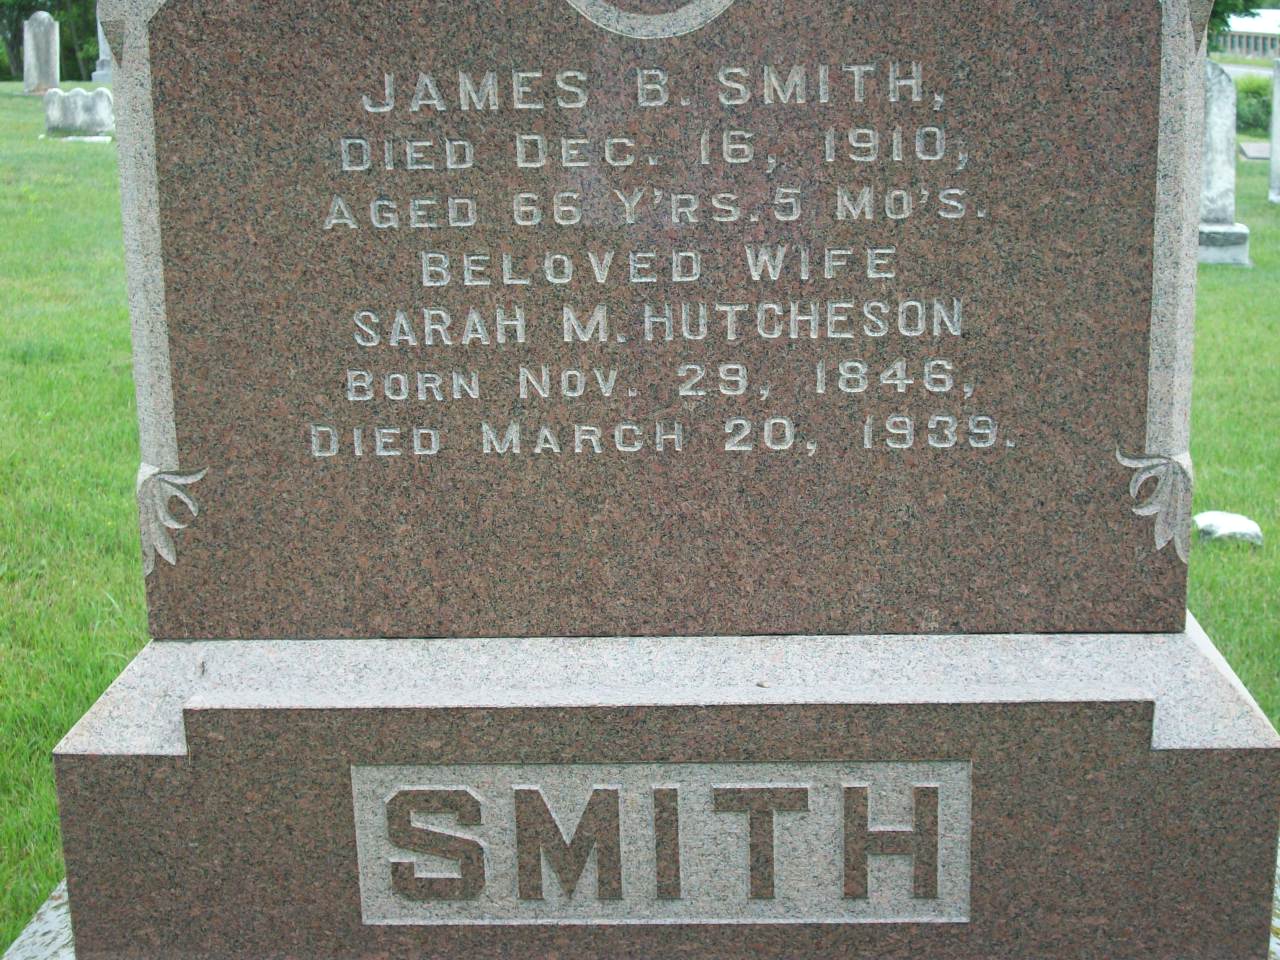 JAMES B. SMITH,
DIED DEC. 16, 1910,
AGED 66 Y'RS. 5 MO'S.
BELOVED WIFE
SARAH M. HUTCHESON
BORN NOV. 29, 1846,
DIED MARCH 20, 1939.
SMITH